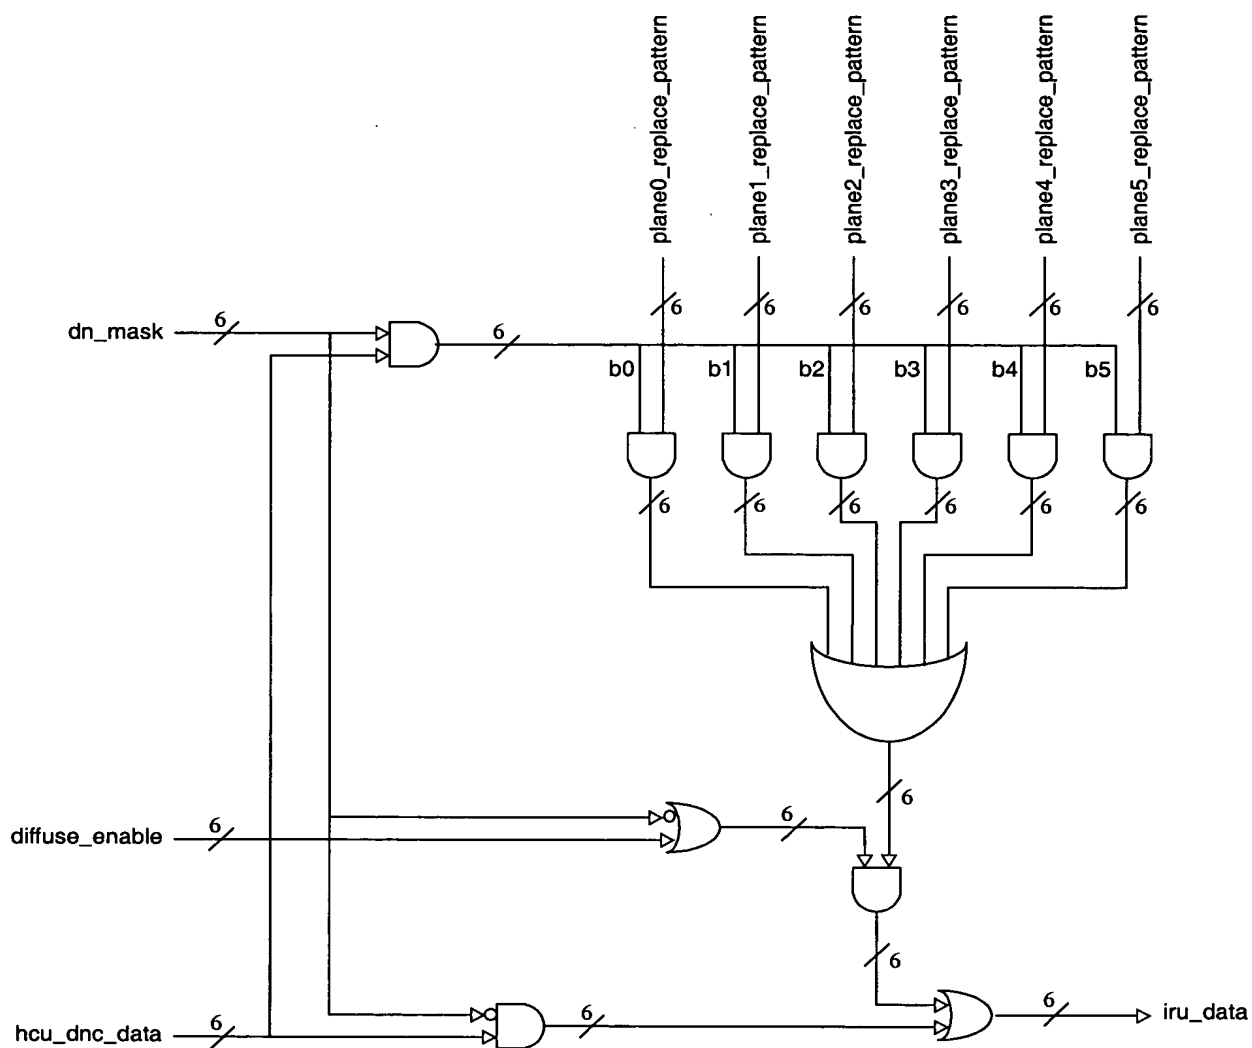 plane0_replace_pattern
plane1_replace_pattern
plane2_replace_pattern
plane3_replace_pattern
plane4_replace_pattern
plane5_replace_pattern
6 6 6 6 6 6
dn_mask 6 6
b0 b1 b2 b3 b4 b5
6 6 6 6 6 6
6
diffuse_enable 6 6
6
hcu_dnc_data 6 6 6 iru_data